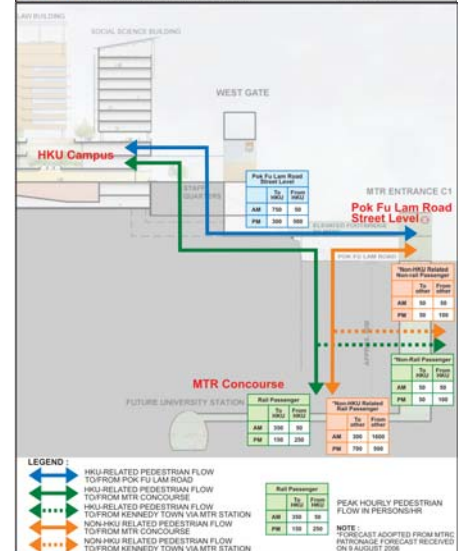 LAW BUILDING
SOCIAL SCIENCE BUILDING
WEST GATE
HKU Campus
STAFF
QUARTERS
Pok Fu Lam Road
Street Level
To HKU From HKU
AM 750 50
PM 300 500
MTR ENTRANCE C1
Pok Fu Lam Road
Street Level
ELEVATED FOOTBRIDGE
POK FU LAM ROAD
*Non-HKU Related
Non-rail Passenger
To other From other
AM 50 50
PM 50 100
APPROX.
*Non-Rail Passenger
To HKU From HKU
AM 50 50
PM 50 100
MTR Concourse
FUTURE UNIVERSITY STATION
Rail Passenger
To HKU From HKU
AM 350 50
PM 150 250
*Non-HKU Related
Rail Passenger
To other From other
AM 300 1600
PM 700 500
LEGEND :
HKU-RELATED PEDESTRIAN FLOW
TO/FROM POK FU LAM ROAD
HKU-RELATED PEDESTRIAN FLOW
TO/FROM MTR CONCOURSE
HKU-RELATED PEDESTRIAN FLOW
TO/FROM KENNEDY TOWN VIA MTR STATION
NON-HKU RELATED PEDESTRIAN FLOW
TO/FROM MTR CONCOURSE
NON-HKU RELATED PEDESTRIAN FLOW
TO/FROM KENNEDY TOWN VIA MTR STATION
Rail Passenger
To HKU From HKU
AM 350 50
PM 150 250
PEAK HOURLY PEDESTRIAN
FLOW IN PERSONS/HR
NOTE :
*FORECAST ADOPTED FROM MTRC
PATRONAGE FORECAST RECEIVED
ON 9 AUGUST 2006